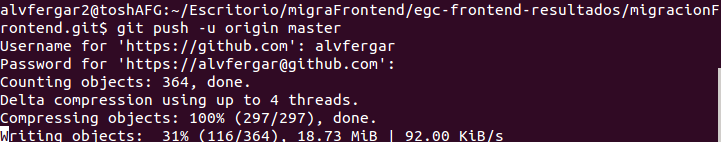 alvfergar2@toshAFG:~/Escritorio/migraFrontend/egc-frontend-resultados/migracionF
rontend.git$ git push -u origin master
Username for 'https://github.com': alvfergar
Password for 'https://alvfergar@github.com':
Counting objects: 364, done.
Delta compression using up to 4 threads.
Compressing objects: 100% (297/297), done.
Writing objects:  31% (116/364), 18.73 MiB | 92.00 KiB/s